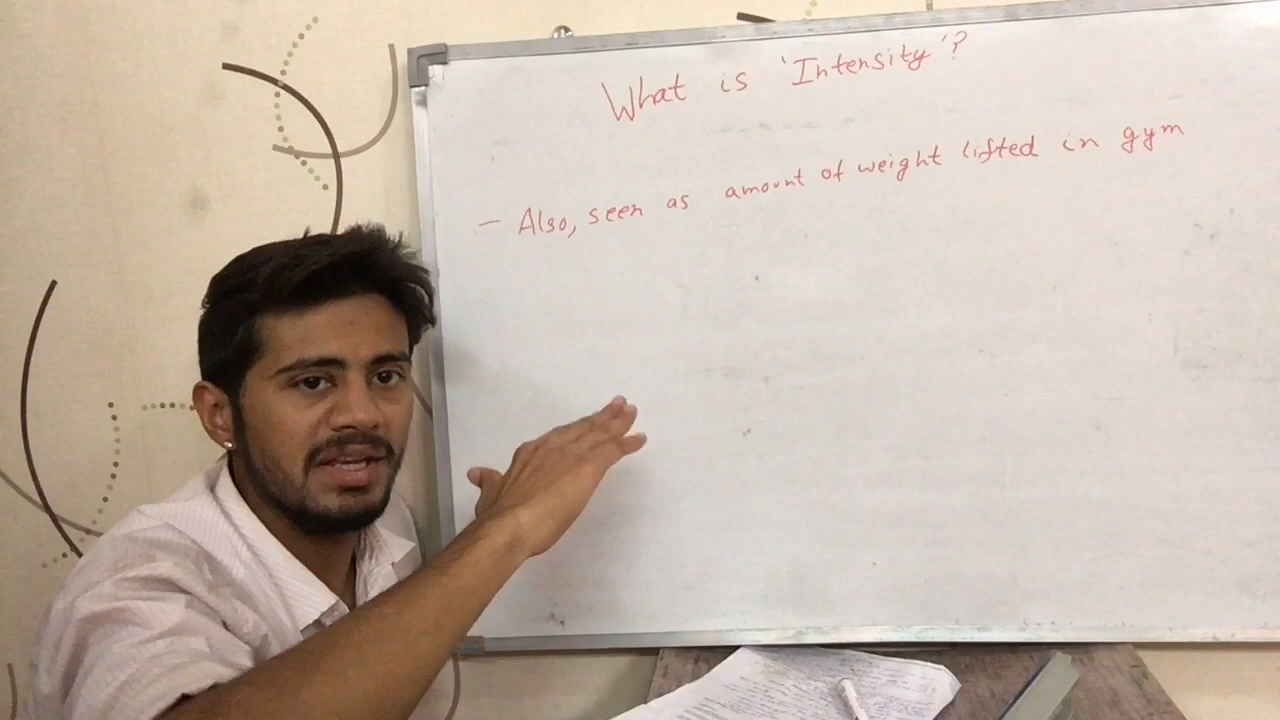 What is 'Intensity'?
— Also, seen as amount of weight lifted in gym